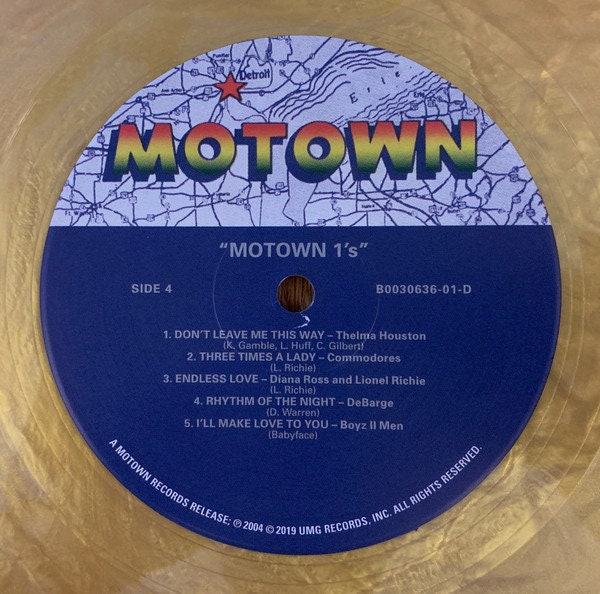 Detroit
Erie
MOTOWN
“MOTOWN 1's”
SIDE 4
B0030636-01-D
1. DON'T LEAVE ME THIS WAY – Thelma Houston
(K. Gamble, L. Huff, C. Gilbert)
2. THREE TIMES A LADY – Commodores
(L. Richie)
3. ENDLESS LOVE – Diana Ross and Lionel Richie
(L. Richie)
4. RHYTHM OF THE NIGHT – DeBarge
(D. Warren)
5. I'LL MAKE LOVE TO YOU – Boyz II Men
(Babyface)
A MOTOWN RECORDS RELEASE; ℗ 2004 © 2019 UMG RECORDS, INC. ALL RIGHTS RESERVED.